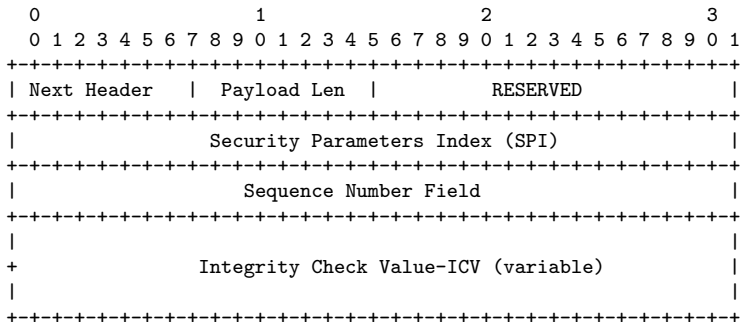 0                   1                   2                   3
 0 1 2 3 4 5 6 7 8 9 0 1 2 3 4 5 6 7 8 9 0 1 2 3 4 5 6 7 8 9 0 1
+-+-+-+-+-+-+-+-+-+-+-+-+-+-+-+-+-+-+-+-+-+-+-+-+-+-+-+-+-+-+-+-+
| Next Header   |  Payload Len  |          RESERVED             |
+-+-+-+-+-+-+-+-+-+-+-+-+-+-+-+-+-+-+-+-+-+-+-+-+-+-+-+-+-+-+-+-+
|                 Security Parameters Index (SPI)               |
+-+-+-+-+-+-+-+-+-+-+-+-+-+-+-+-+-+-+-+-+-+-+-+-+-+-+-+-+-+-+-+-+
|                    Sequence Number Field                      |
+-+-+-+-+-+-+-+-+-+-+-+-+-+-+-+-+-+-+-+-+-+-+-+-+-+-+-+-+-+-+-+-+
|                                                               |
+                Integrity Check Value-ICV (variable)           |
|                                                               |
+-+-+-+-+-+-+-+-+-+-+-+-+-+-+-+-+-+-+-+-+-+-+-+-+-+-+-+-+-+-+-+-+